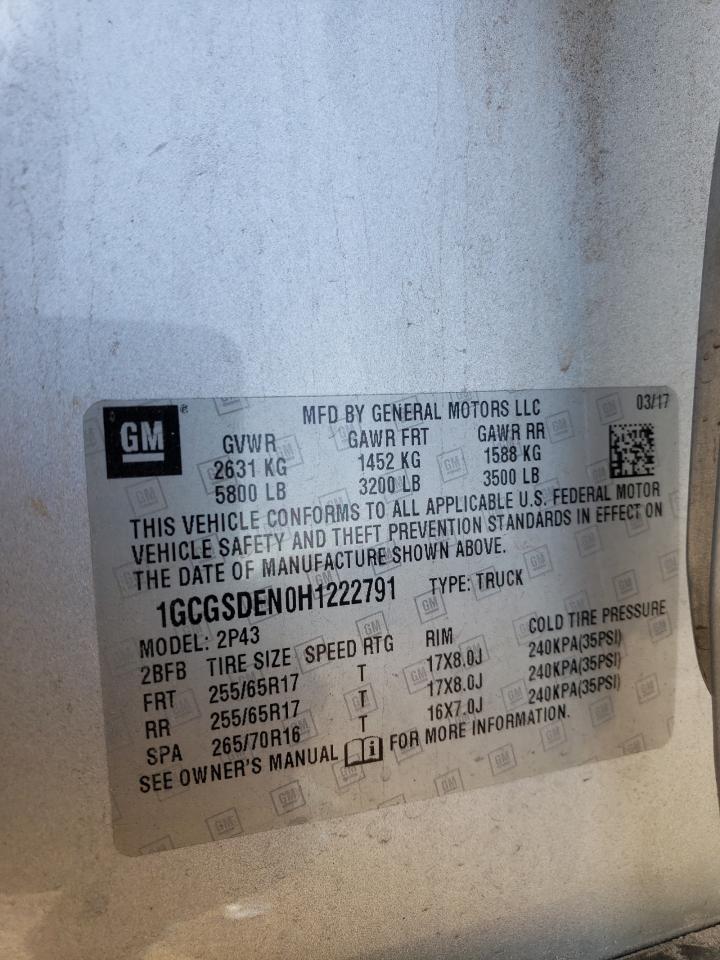 GM® MFD BY GENERAL MOTORS LLC 03/17
GVWR GAWR FRT GAWR RR
2631 KG 1452 KG 1588 KG
5800 LB 3200 LB 3500 LB
THIS VEHICLE CONFORMS TO ALL APPLICABLE U.S. FEDERAL MOTOR
VEHICLE SAFETY AND THEFT PREVENTION STANDARDS IN EFFECT ON
THE DATE OF MANUFACTURE SHOWN ABOVE.
1GCGSDEN0H1222791 TYPE: TRUCK
MODEL: 2P43
2BFB TIRE SIZE SPEED RTG RIM COLD TIRE PRESSURE
FRT 255/65R17 T 17X8.0J 240KPA(35PSI)
RR 255/65R17 T 17X8.0J 240KPA(35PSI)
SPA 265/70R16 T 16X7.0J 240KPA(35PSI)
SEE OWNER'S MANUAL i FOR MORE INFORMATION.